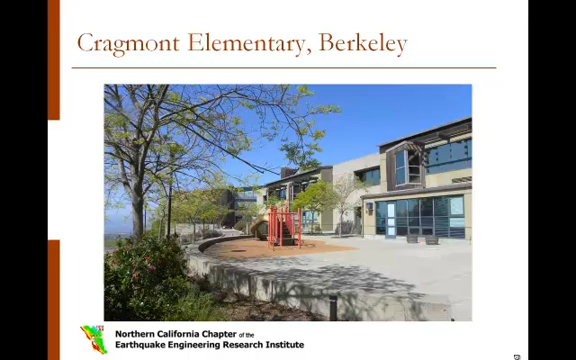 Cragmont Elementary, Berkeley
Northern California Chapter of the
Earthquake Engineering Research Institute